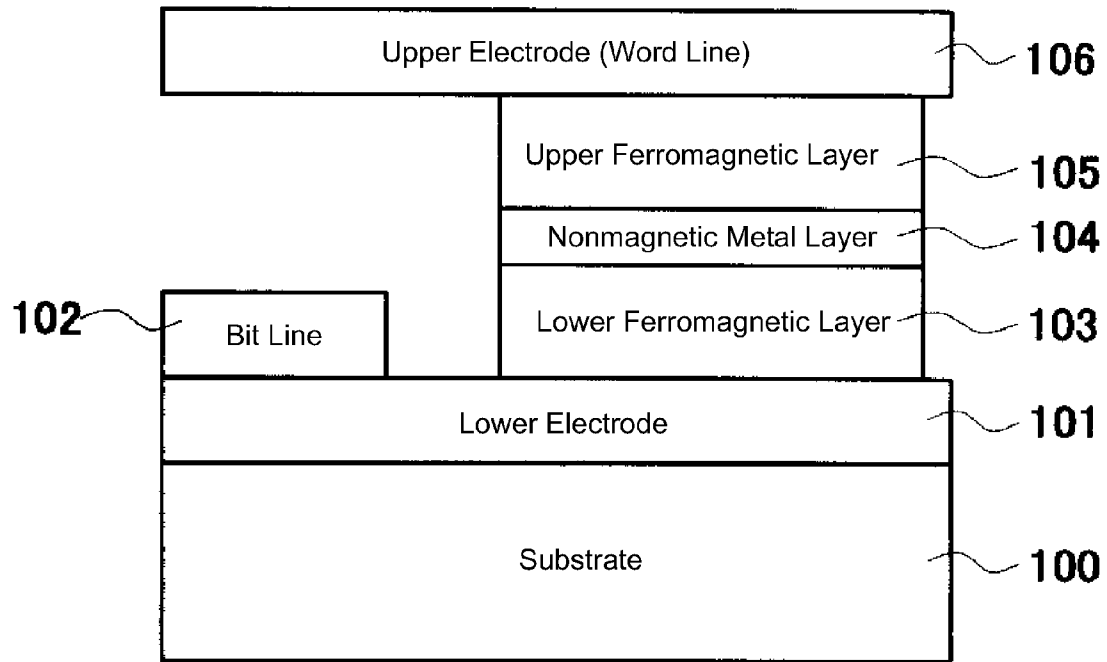 Upper Electrode (Word Line)
106
Upper Ferromagnetic Layer
105
Nonmagnetic Metal Layer
104
102
Bit Line
Lower Ferromagnetic Layer
103
Lower Electrode
101
Substrate
100